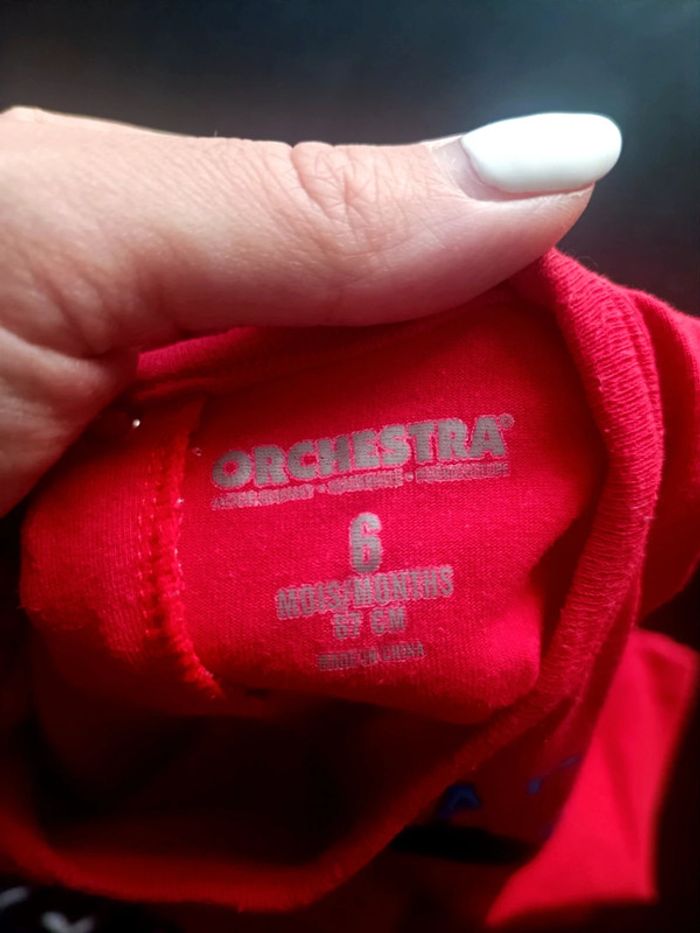 ORCHESTRA®
6
MOIS/MONTHS
67 CM
MADE IN CHINA